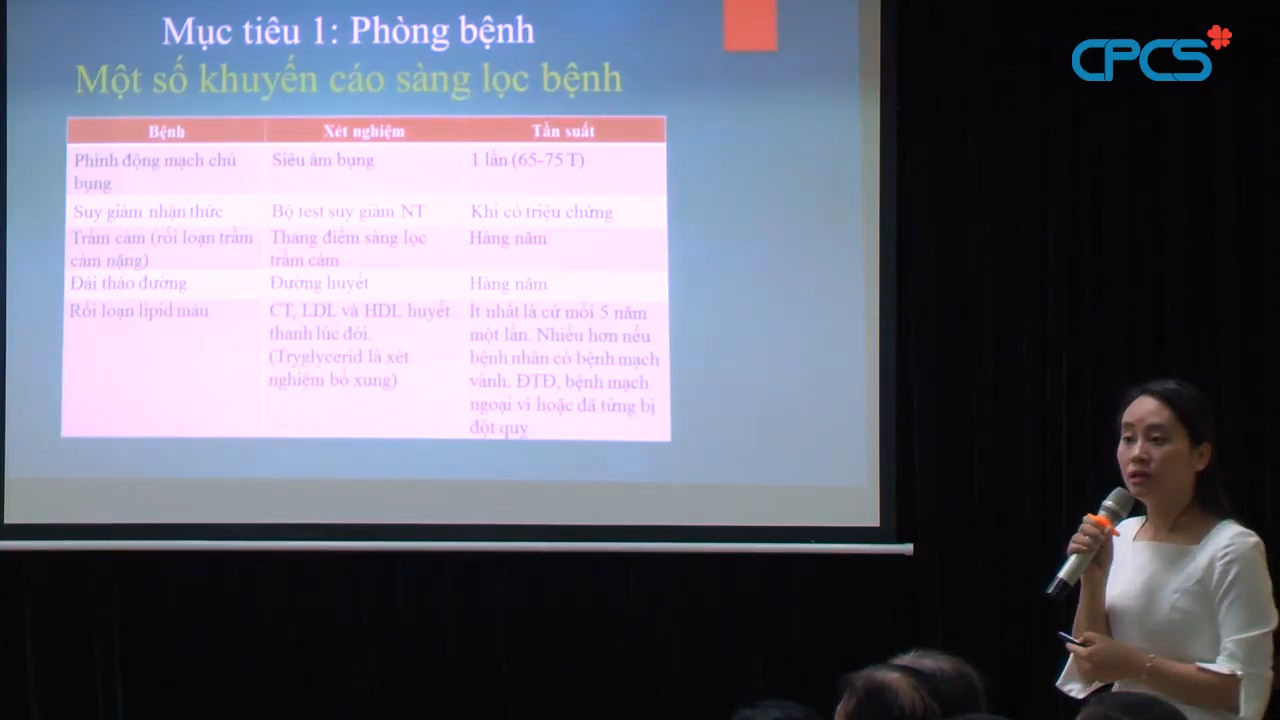 Mục tiêu 1: Phòng bệnh
Một số khuyến cáo sàng lọc bệnh
CPCS
Bệnh Xét nghiệm Tần suất
Phình động mạch chủ bụng Siêu âm bụng 1 lần (65-75 T)
Suy giảm nhận thức Bộ test suy giảm NT Khi có triệu chứng
Trầm cảm (rối loạn trầm cảm nặng) Thang điểm sàng lọc trầm cảm Hàng năm
Đái tháo đường Đường huyết Hàng năm
Rối loạn lipid máu
CT, LDL và HDL huyết
thanh lúc đói.
(Tryglycerid là xét
nghiệm bổ xung)
Ít nhất là cứ mỗi 5 năm
một lần. Nhiều hơn nếu
bệnh nhân có bệnh mạch
vành, ĐTĐ, bệnh mạch
ngoại vi hoặc đã từng bị
đột quỵ